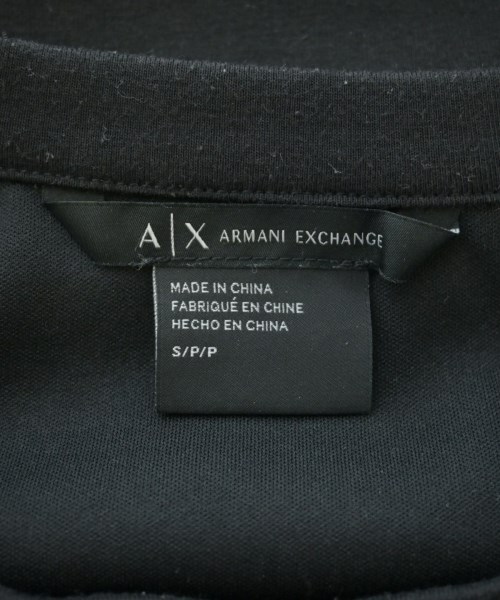 A|X ARMANI EXCHANGE
MADE IN CHINA
FABRIQUÉ EN CHINE
HECHO EN CHINA
S/P/P